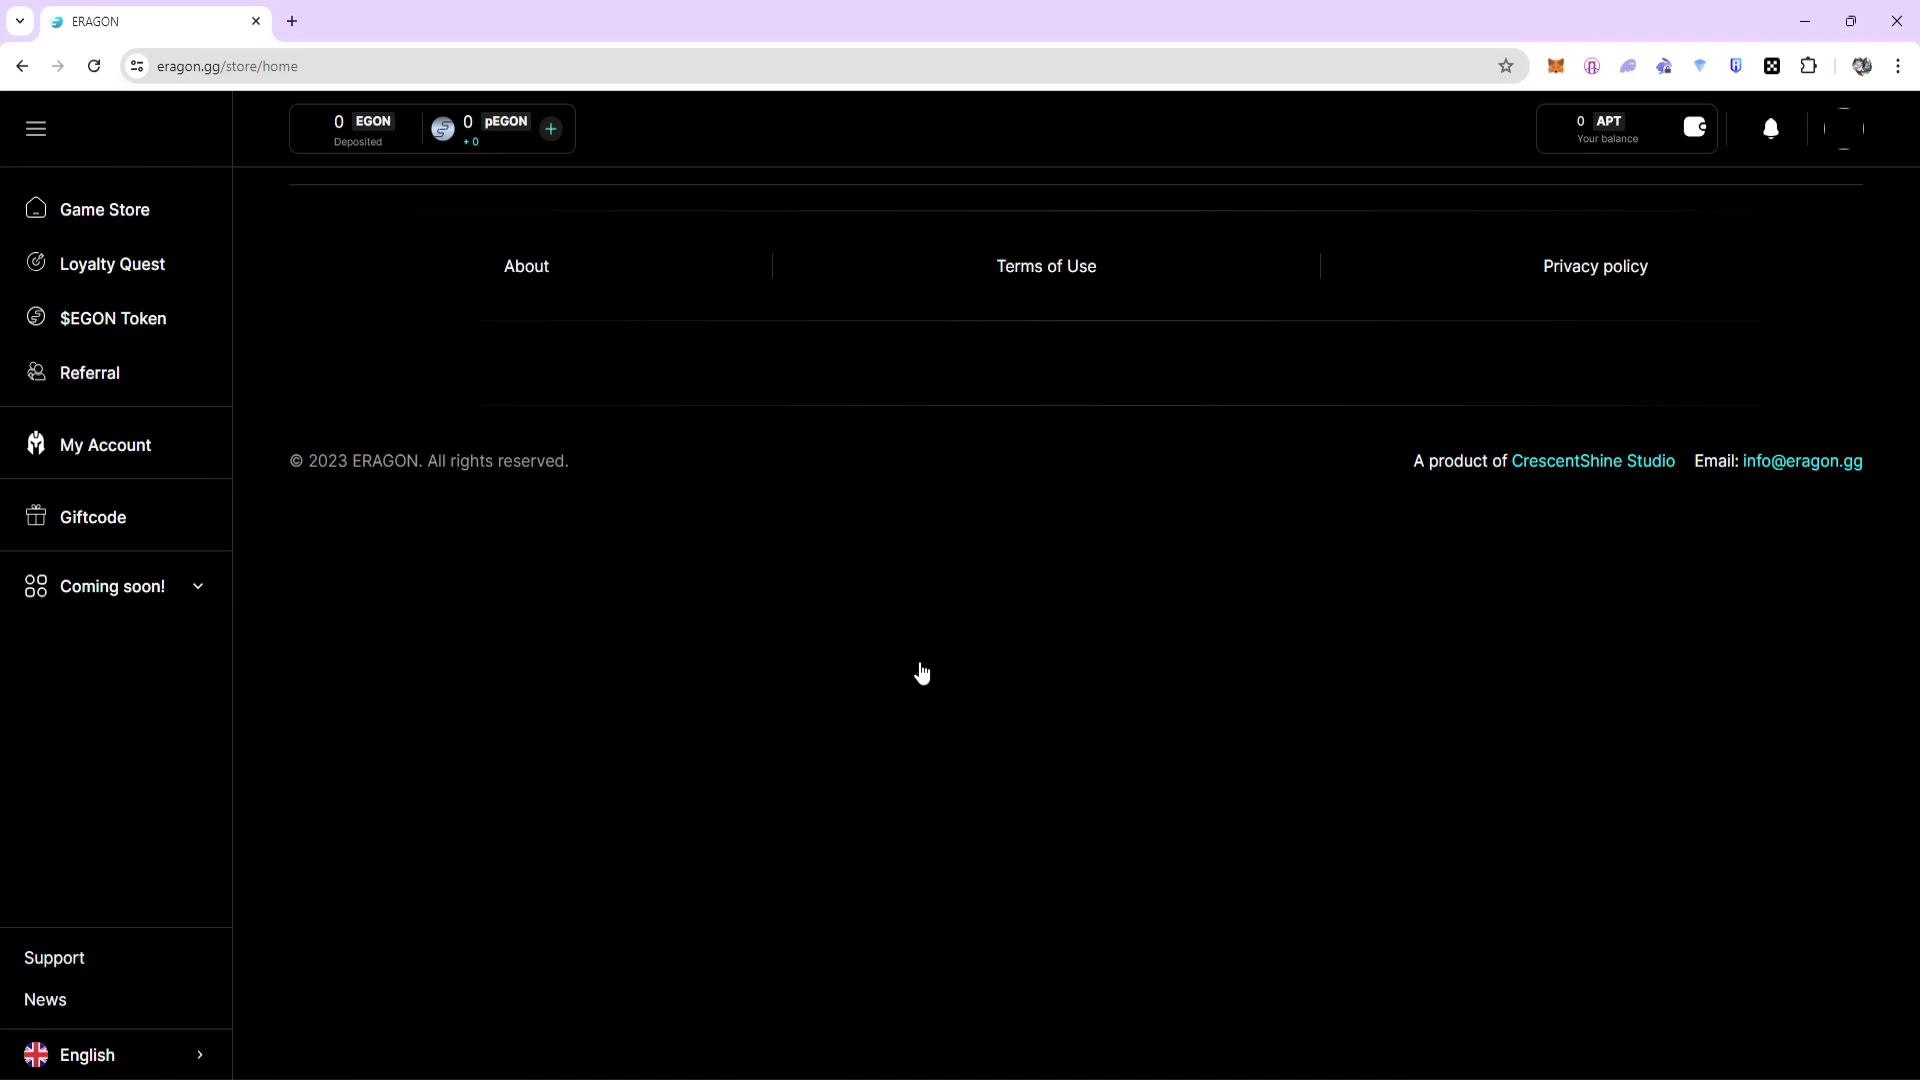 ERAGON
eragon.gg/store/home
0 EGON
Deposited
0 pEGON
+ 0
0 APT
Your balance
Game Store
Loyalty Quest
$EGON Token
Referral
My Account
Giftcode
Coming soon!
Support
News
English
About
Terms of Use
Privacy policy
© 2023 ERAGON. All rights reserved.
A product of CrescentShine Studio Email: info@eragon.gg